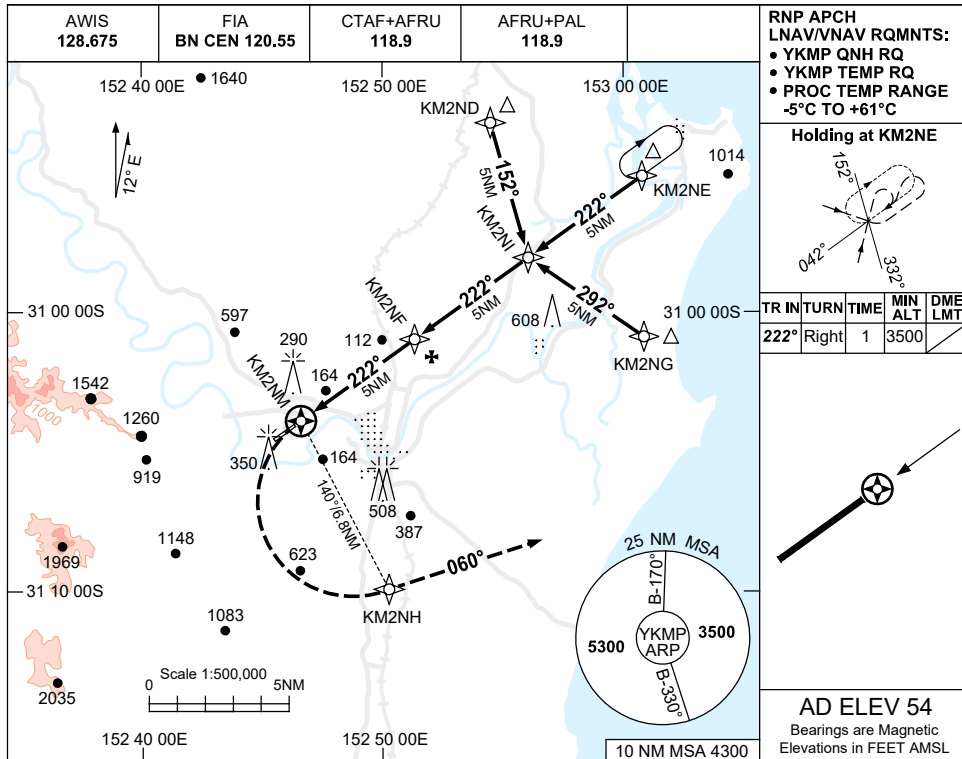 AWIS
128.675
FIA
BN CEN 120.55
CTAF+AFRU
118.9
AFRU+PAL
118.9
RNP APCH
LNAV/VNAV RQMNTS:
• YKMP QNH RQ
• YKMP TEMP RQ
• PROC TEMP RANGE
-5°C TO +61°C
152 40 00E
1640
152 50 00E
153 00 00E
12° E
KM2ND
152°
5NM
KM2NE
1014
222°
5NM
KM2NI
222°
5NM
292°
5NM
KM2NG
608
31 00 00S
31 00 00S
KM2NF
112
597
290
222°
5NM
164
KM2NM
1542
1000
1260
919
350
164
140°/6.8NM
508
387
1148
1969
623
060°
31 10 00S
KM2NH
1083
2035
Scale 1:500,000
0
5NM
152 40 00E
152 50 00E
25 NM MSA
B-170°
5300
YKMP
ARP
3500
B-330°
10 NM MSA 4300
Holding at KM2NE
152°
042°
332°
TR IN
TURN
TIME
MIN
ALT
DME
LMT
222°
Right
1
3500
AD ELEV 54
Bearings are Magnetic
Elevations in FEET AMSL